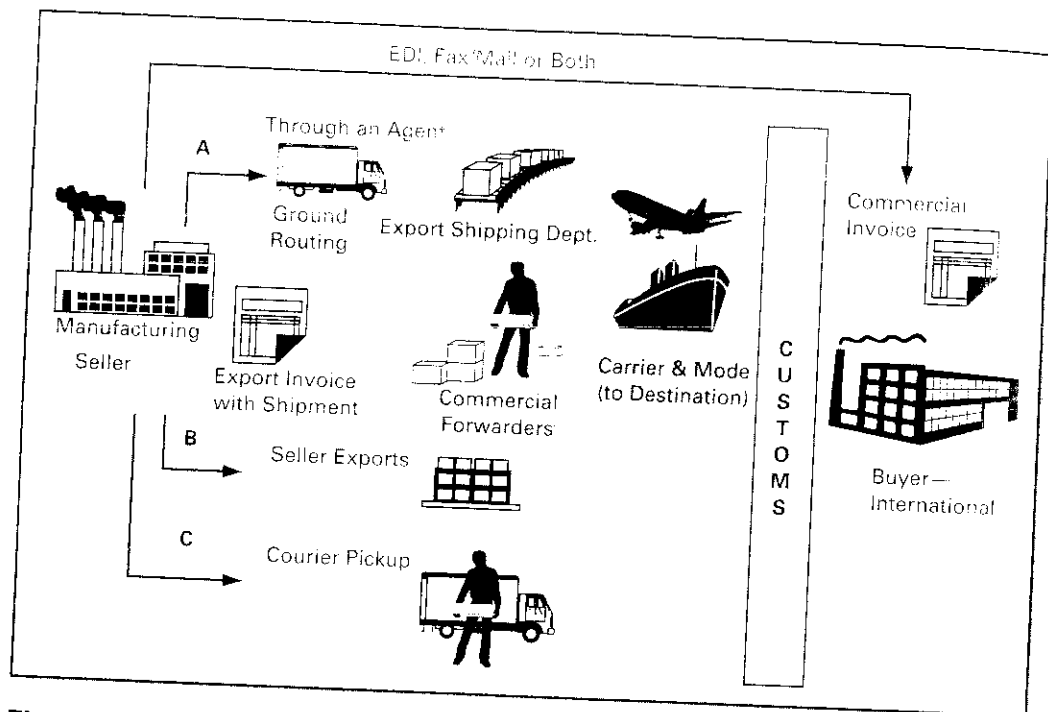 EDI, Fax/Mail or Both
A
Through an Agent
Ground
Routing
Export Shipping Dept.
Commercial
Invoice
Manufacturing
Seller
Export Invoice
with Shipment
Commercial
Forwarders
Carrier & Mode
(to Destination)
C
U
S
T
O
M
S
Buyer—
International
B
Seller Exports
C
Courier Pickup